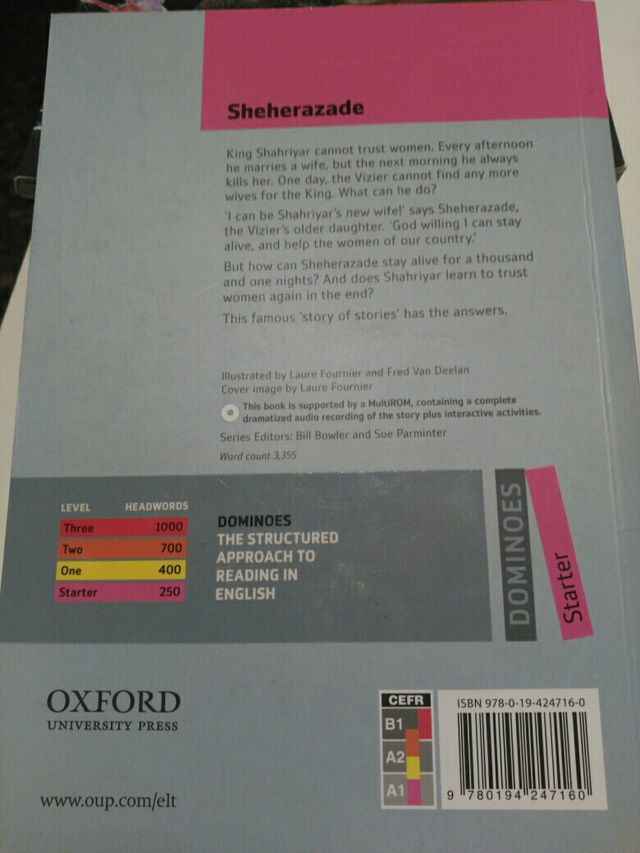 Sheherazade
King Shahriyar cannot trust women. Every afternoon
he marries a wife, but the next morning he always
kills her. One day, the Vizier cannot find any more
wives for the King. What can he do?
'I can be Shahriyar's new wife!' says Sheherazade,
the Vizier's older daughter. 'God willing I can stay
alive, and help the women of our country.'
But how can Sheherazade stay alive for a thousand
and one nights? And does Shahriyar learn to trust
women again in the end?
This famous 'story of stories' has the answers.
Illustrated by Laure Fournier and Fred Van Deelan
Cover image by Laure Fournier
This book is supported by a MultiROM, containing a complete
dramatized audio recording of the story plus interactive activities.
Series Editors: Bill Bowler and Sue Parminter
Word count 3,355
LEVEL HEADWORDS
Three 1000
Two 700
One 400
Starter 250
DOMINOES
THE STRUCTURED
APPROACH TO
READING IN
ENGLISH
DOMINOES
Starter
OXFORD
UNIVERSITY PRESS
www.oup.com/elt
CEFR
B1
A2
A1
ISBN 978-0-19-424716-0
9 780194 247160